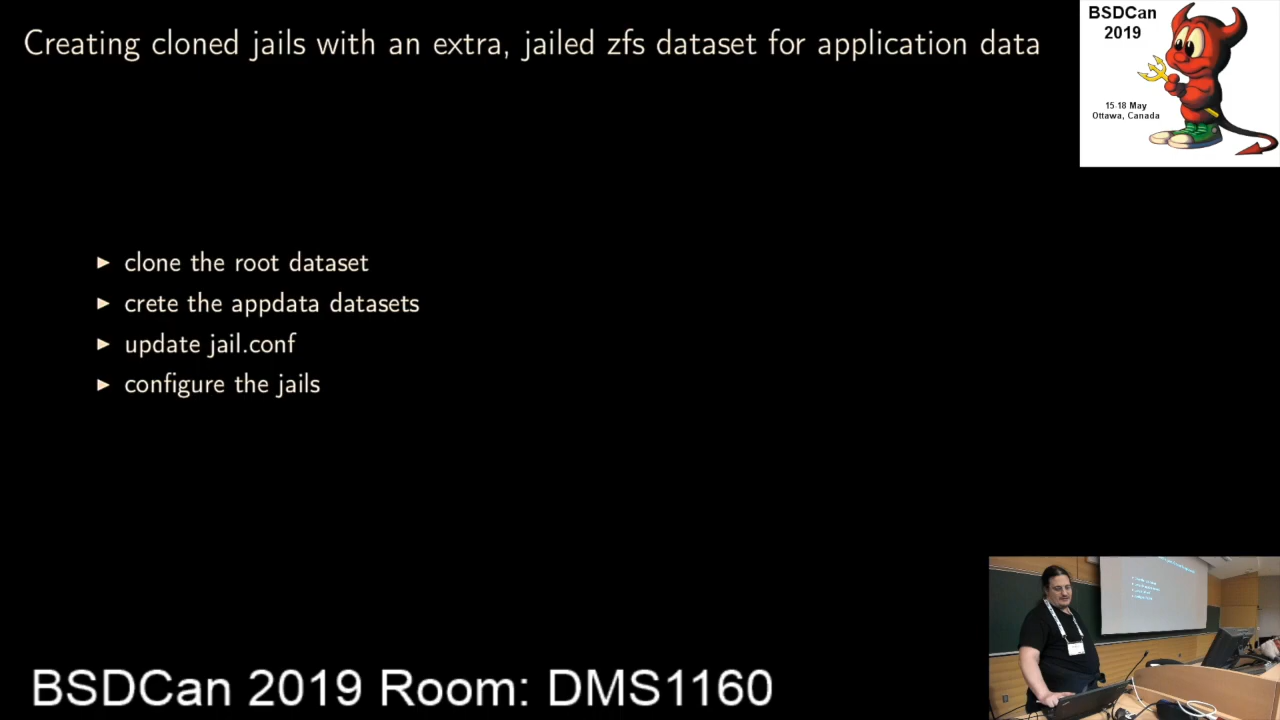 Creating cloned jails with an extra, jailed zfs dataset for application data
BSDCan
2019
15-18 May
Ottawa, Canada
▶ clone the root dataset
▶ crete the appdata datasets
▶ update jail.conf
▶ configure the jails
BSDCan 2019 Room: DMS1160